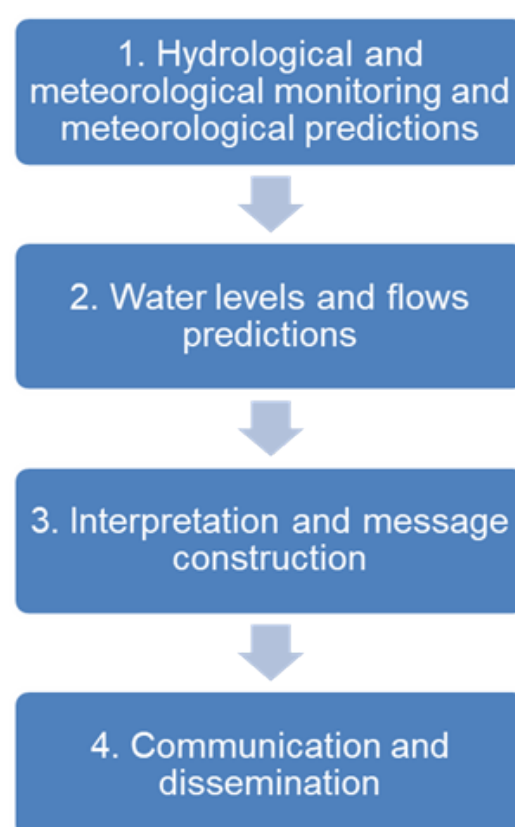 1. Hydrological and
meteorological monitoring and
meteorological predictions
2. Water levels and flows
predictions
3. Interpretation and message
construction
4. Communication and
dissemination